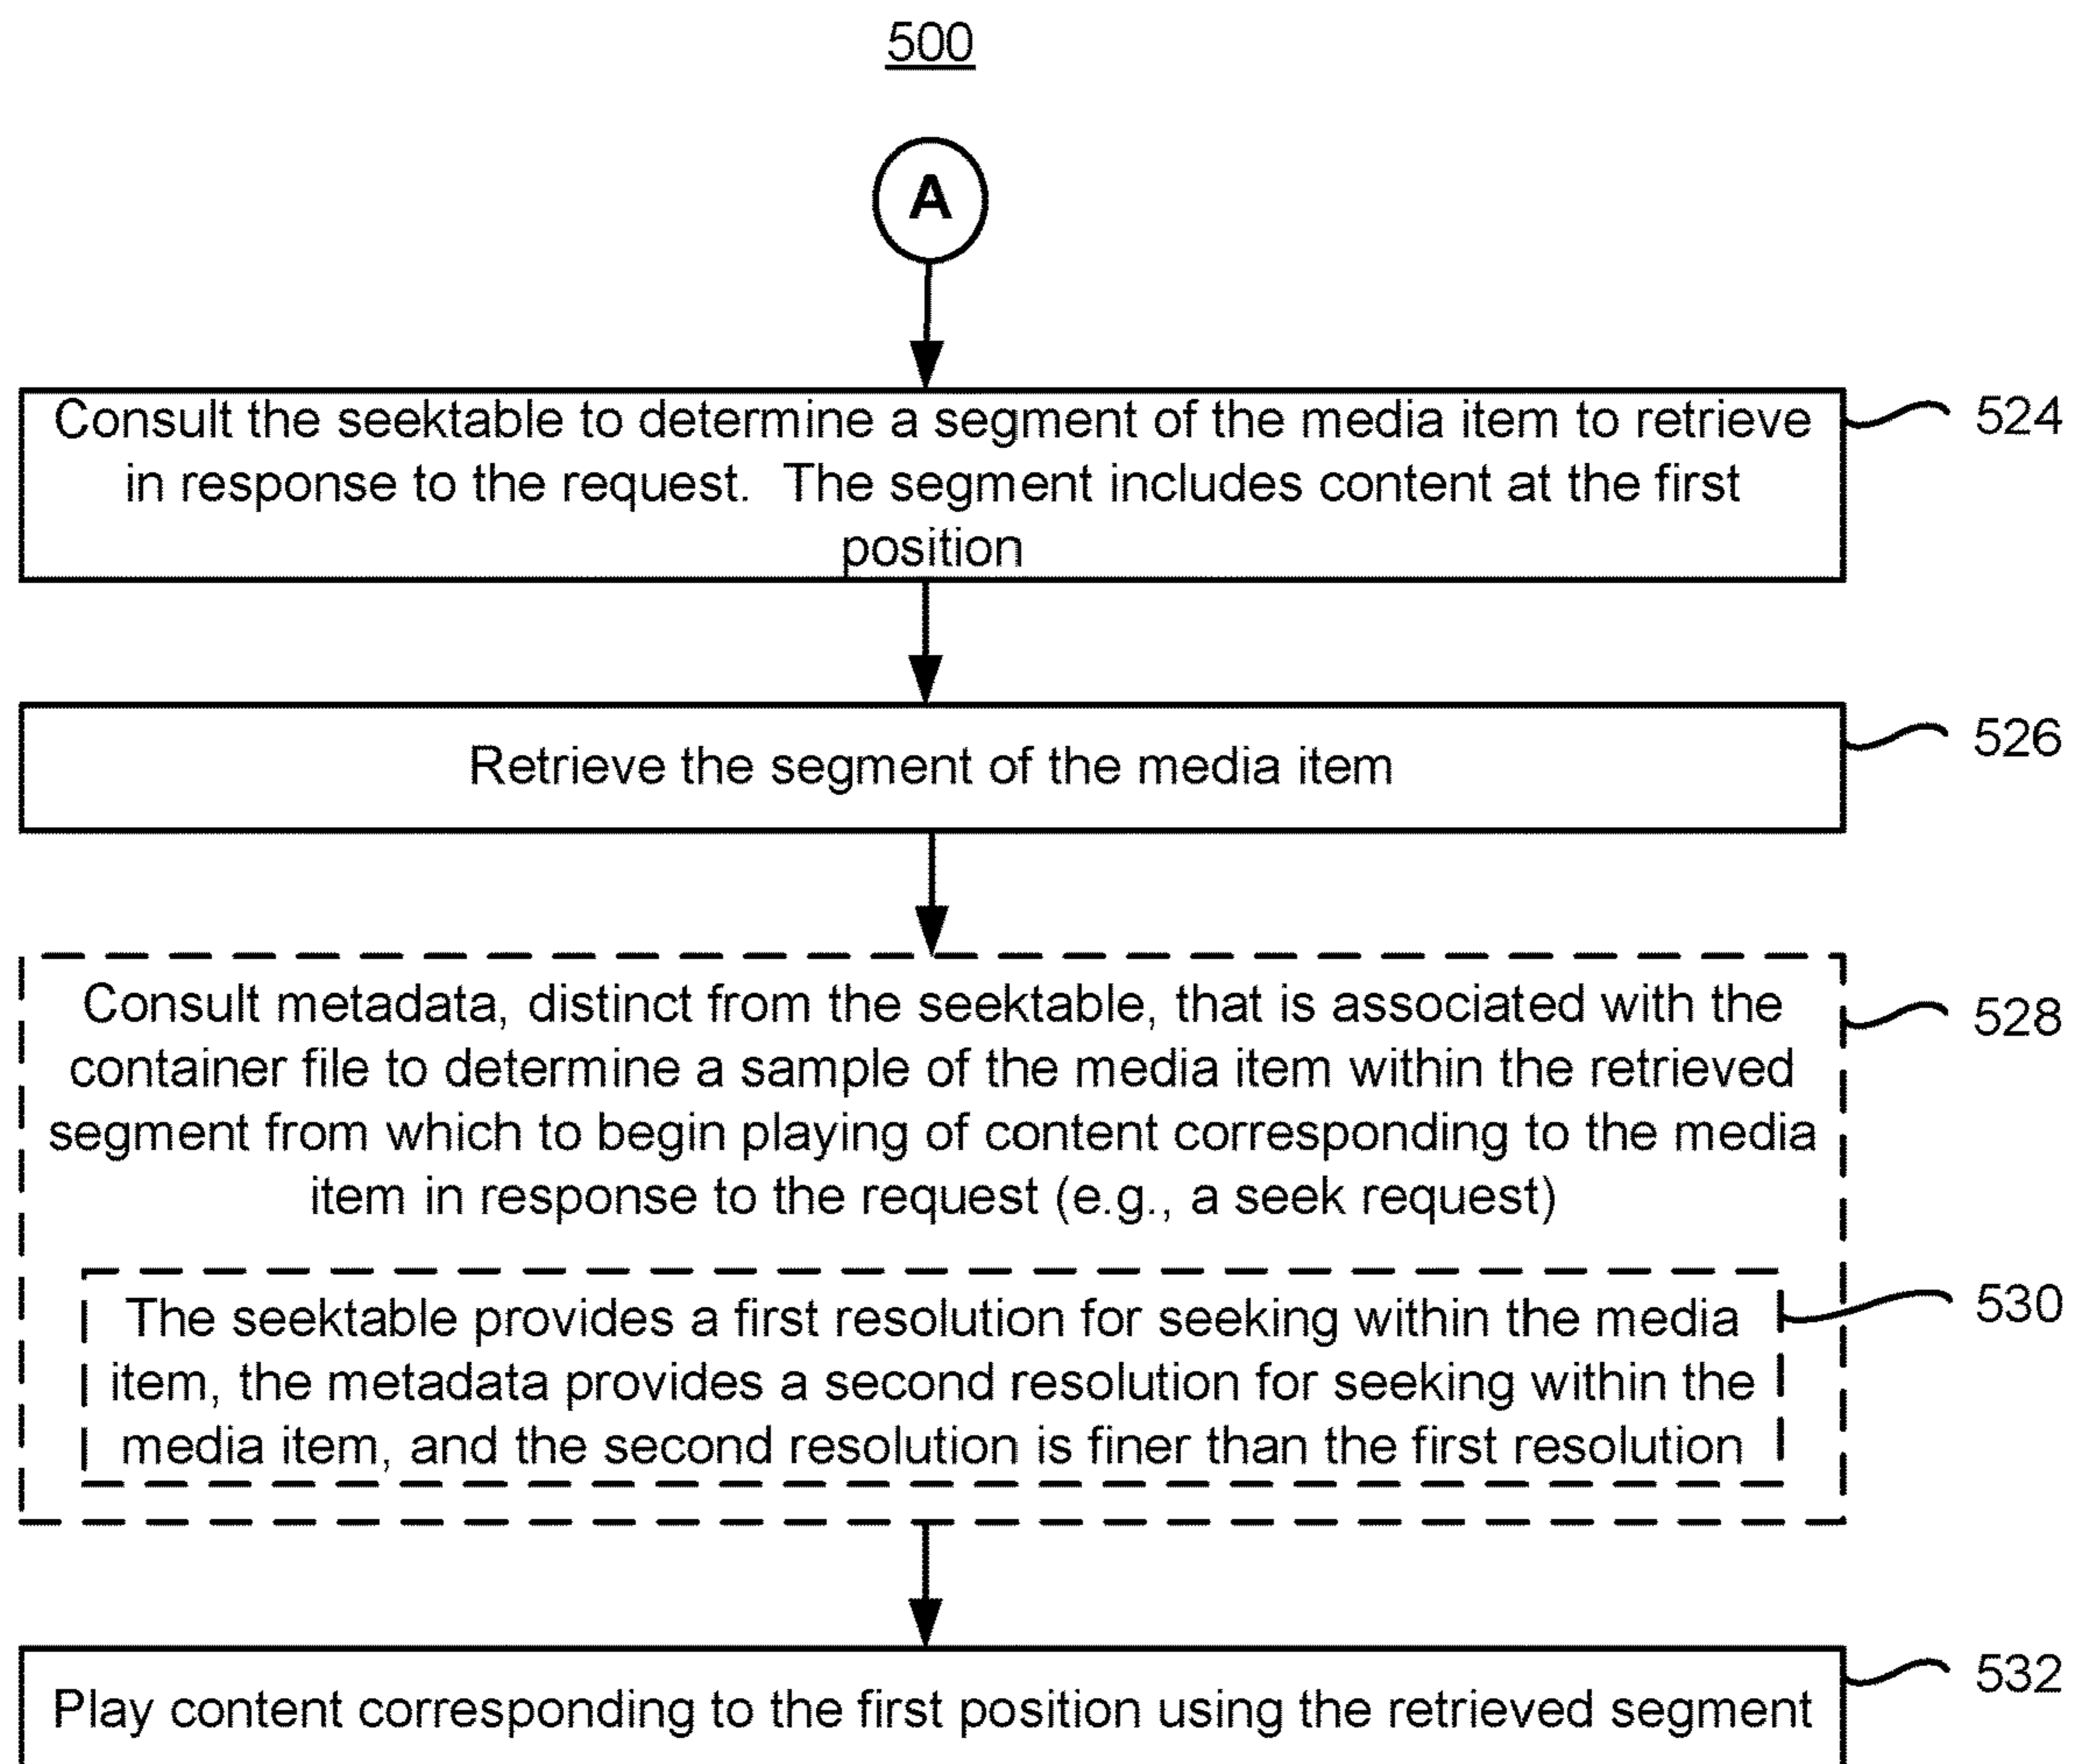 500
A
Consult the seektable to determine a segment of the media item to retrieve
in response to the request.  The segment includes content at the first
position
524
Retrieve the segment of the media item
526
Consult metadata, distinct from the seektable, that is associated with the
container file to determine a sample of the media item within the retrieved
segment from which to begin playing of content corresponding to the media
item in response to the request (e.g., a seek request)
528
The seektable provides a first resolution for seeking within the media
item, the metadata provides a second resolution for seeking within the
media item, and the second resolution is finer than the first resolution
530
Play content corresponding to the first position using the retrieved segment
532